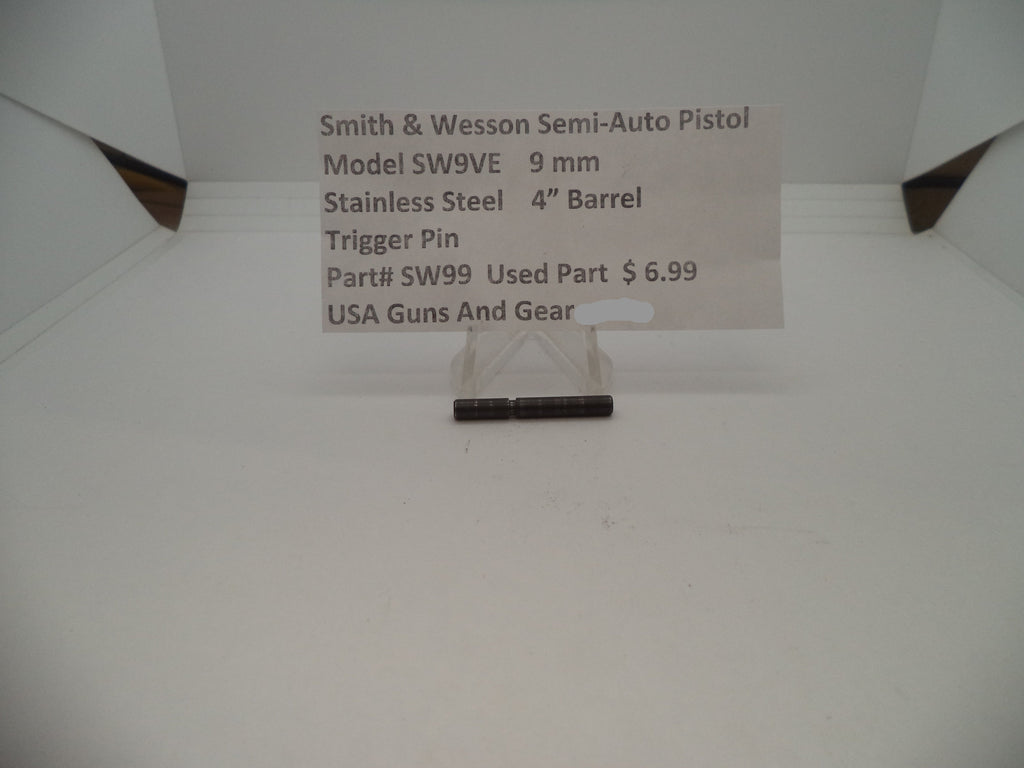 Smith & Wesson Semi-Auto Pistol
Model SW9VE 9 mm
Stainless Steel 4” Barrel
Trigger Pin
Part# SW99 Used Part $ 6.99
USA Guns And Gear